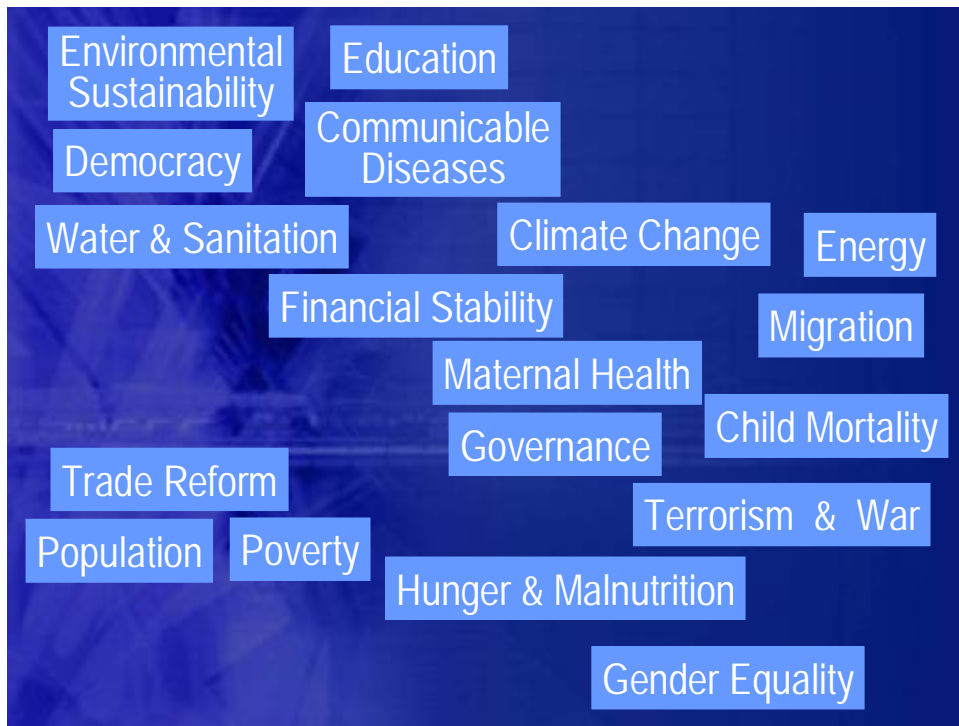 Environmental
Sustainability
Education
Communicable
Diseases
Democracy
Water & Sanitation
Climate Change
Energy
Financial Stability
Migration
Maternal Health
Child Mortality
Governance
Trade Reform
Terrorism & War
Population
Poverty
Hunger & Malnutrition
Gender Equality